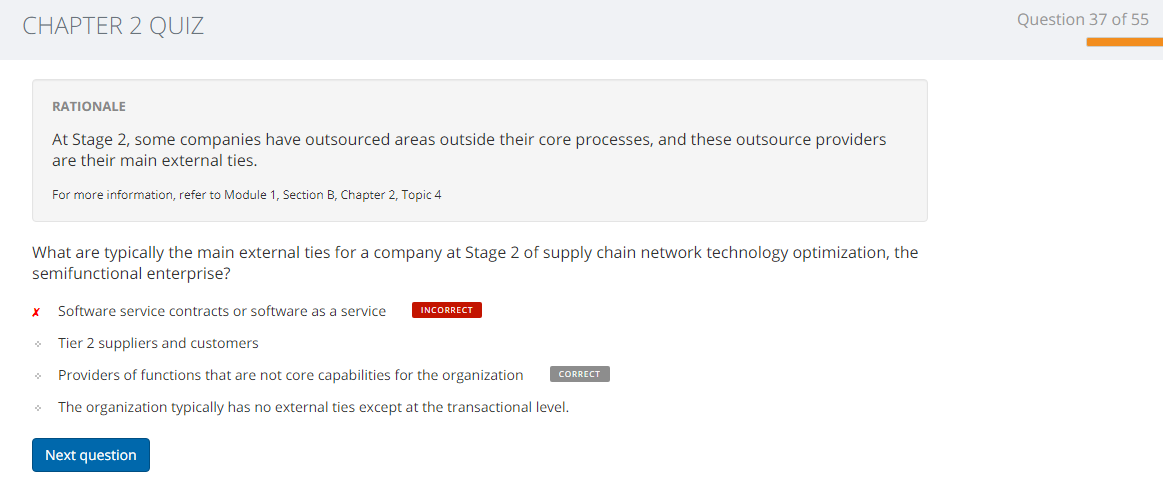 CHAPTER 2 QUIZ
Question 37 of 55
RATIONALE
At Stage 2, some companies have outsourced areas outside their core processes, and these outsource providers
are their main external ties.
For more information, refer to Module 1, Section B, Chapter 2, Topic 4
What are typically the main external ties for a company at Stage 2 of supply chain network technology optimization, the
semifunctional enterprise?
Software service contracts or software as a service INCORRECT
Tier 2 suppliers and customers
Providers of functions that are not core capabilities for the organization CORRECT
The organization typically has no external ties except at the transactional level.
Next question